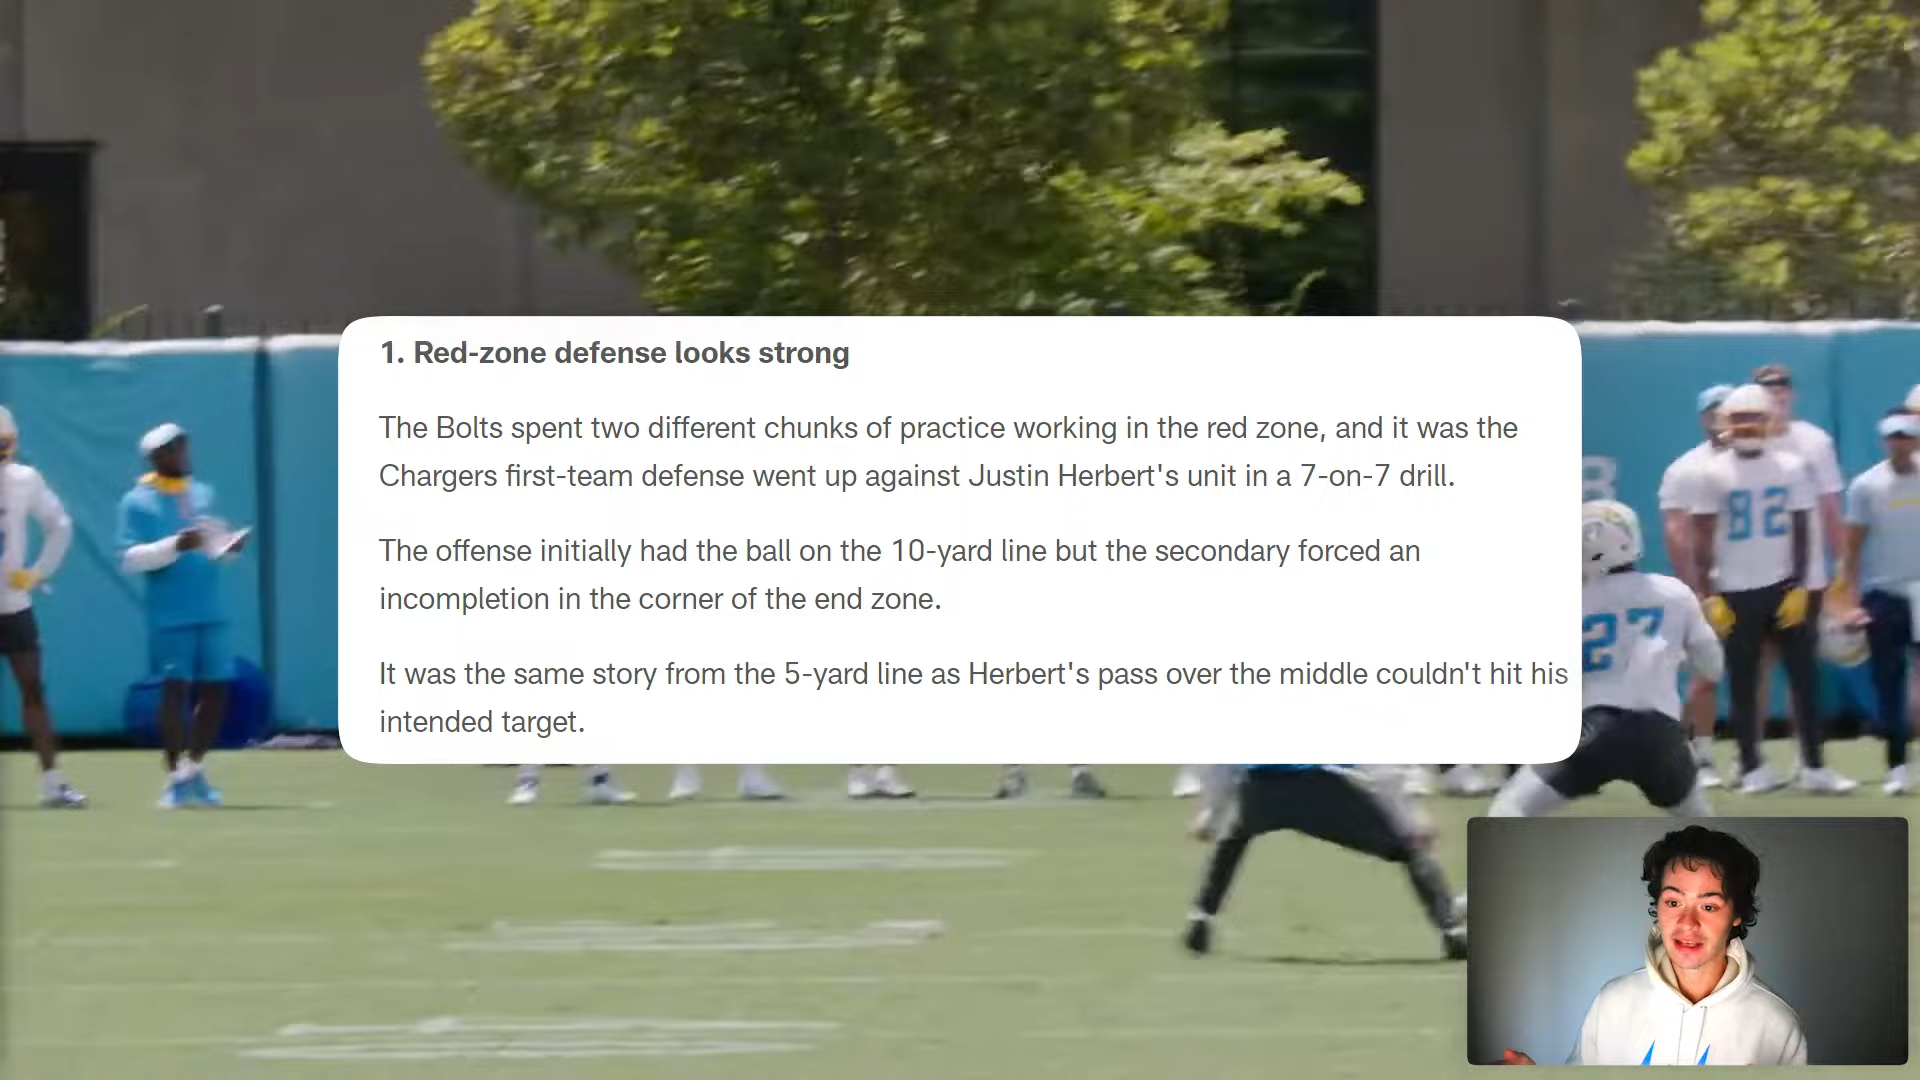 1. Red-zone defense looks strong
The Bolts spent two different chunks of practice working in the red zone, and it was the
Chargers first-team defense went up against Justin Herbert's unit in a 7-on-7 drill.
The offense initially had the ball on the 10-yard line but the secondary forced an
incompletion in the corner of the end zone.
It was the same story from the 5-yard line as Herbert's pass over the middle couldn't hit his
intended target.
82
27